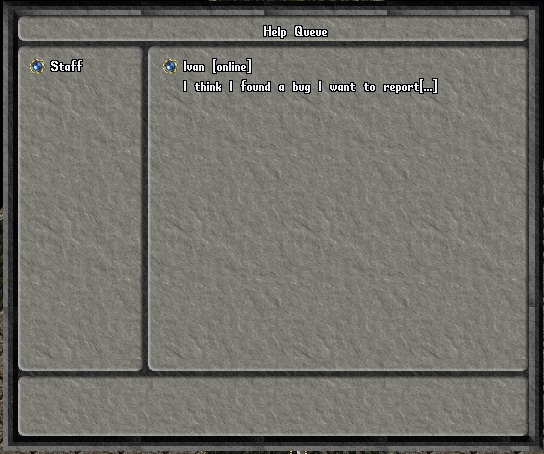 Help Queue
Staff
Ivan [online]
I think I found a bug I want to report[...]